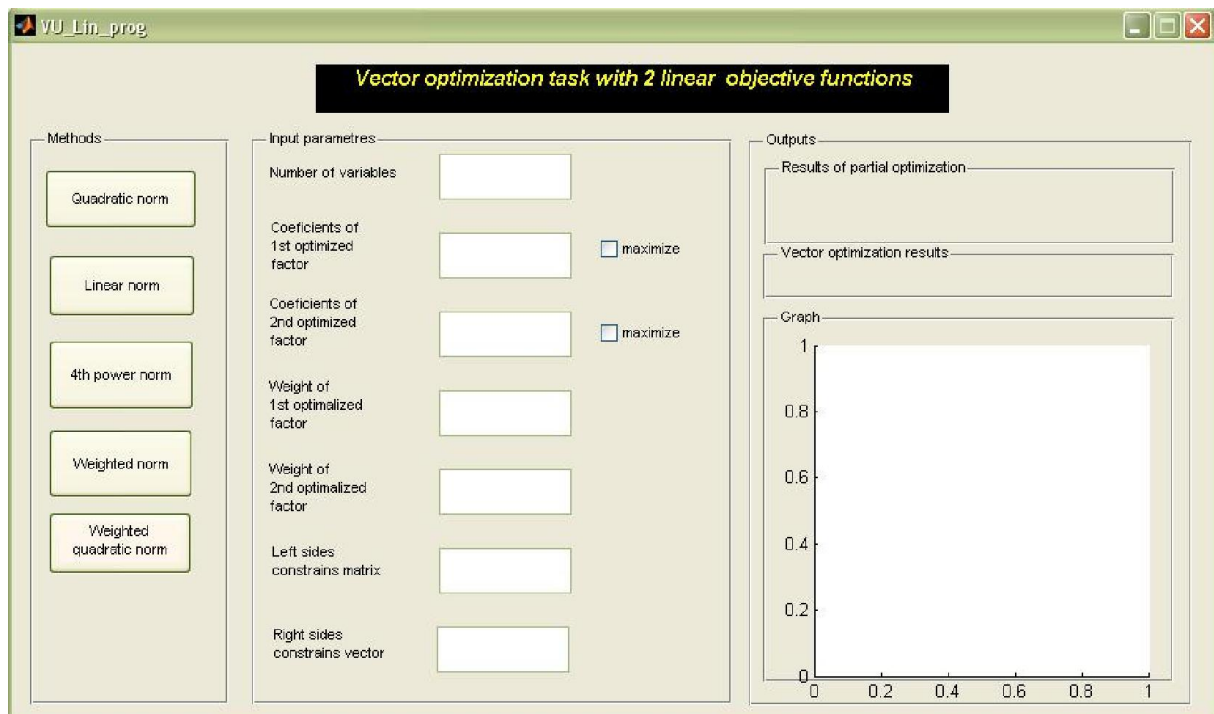 VU_Lin_prog
Vector optimization task with 2 linear objective functions
Methods
Quadratic norm
Linear norm
4th power norm
Weighted norm
Weighted
quadratic norm
Input parametres
Number of variables
Coeficients of
1st optimized
factor
maximize
Coeficients of
2nd optimized
factor
maximize
Weight of
1st optimalized
factor
Weight of
2nd optimalized
factor
Left sides
constrains matrix
Right sides
constrains vector
Outputs
Results of partial optimization
Vector optimization results
Graph
1
0.8
0.6
0.4
0.2
0
0 0.2 0.4 0.6 0.8 1